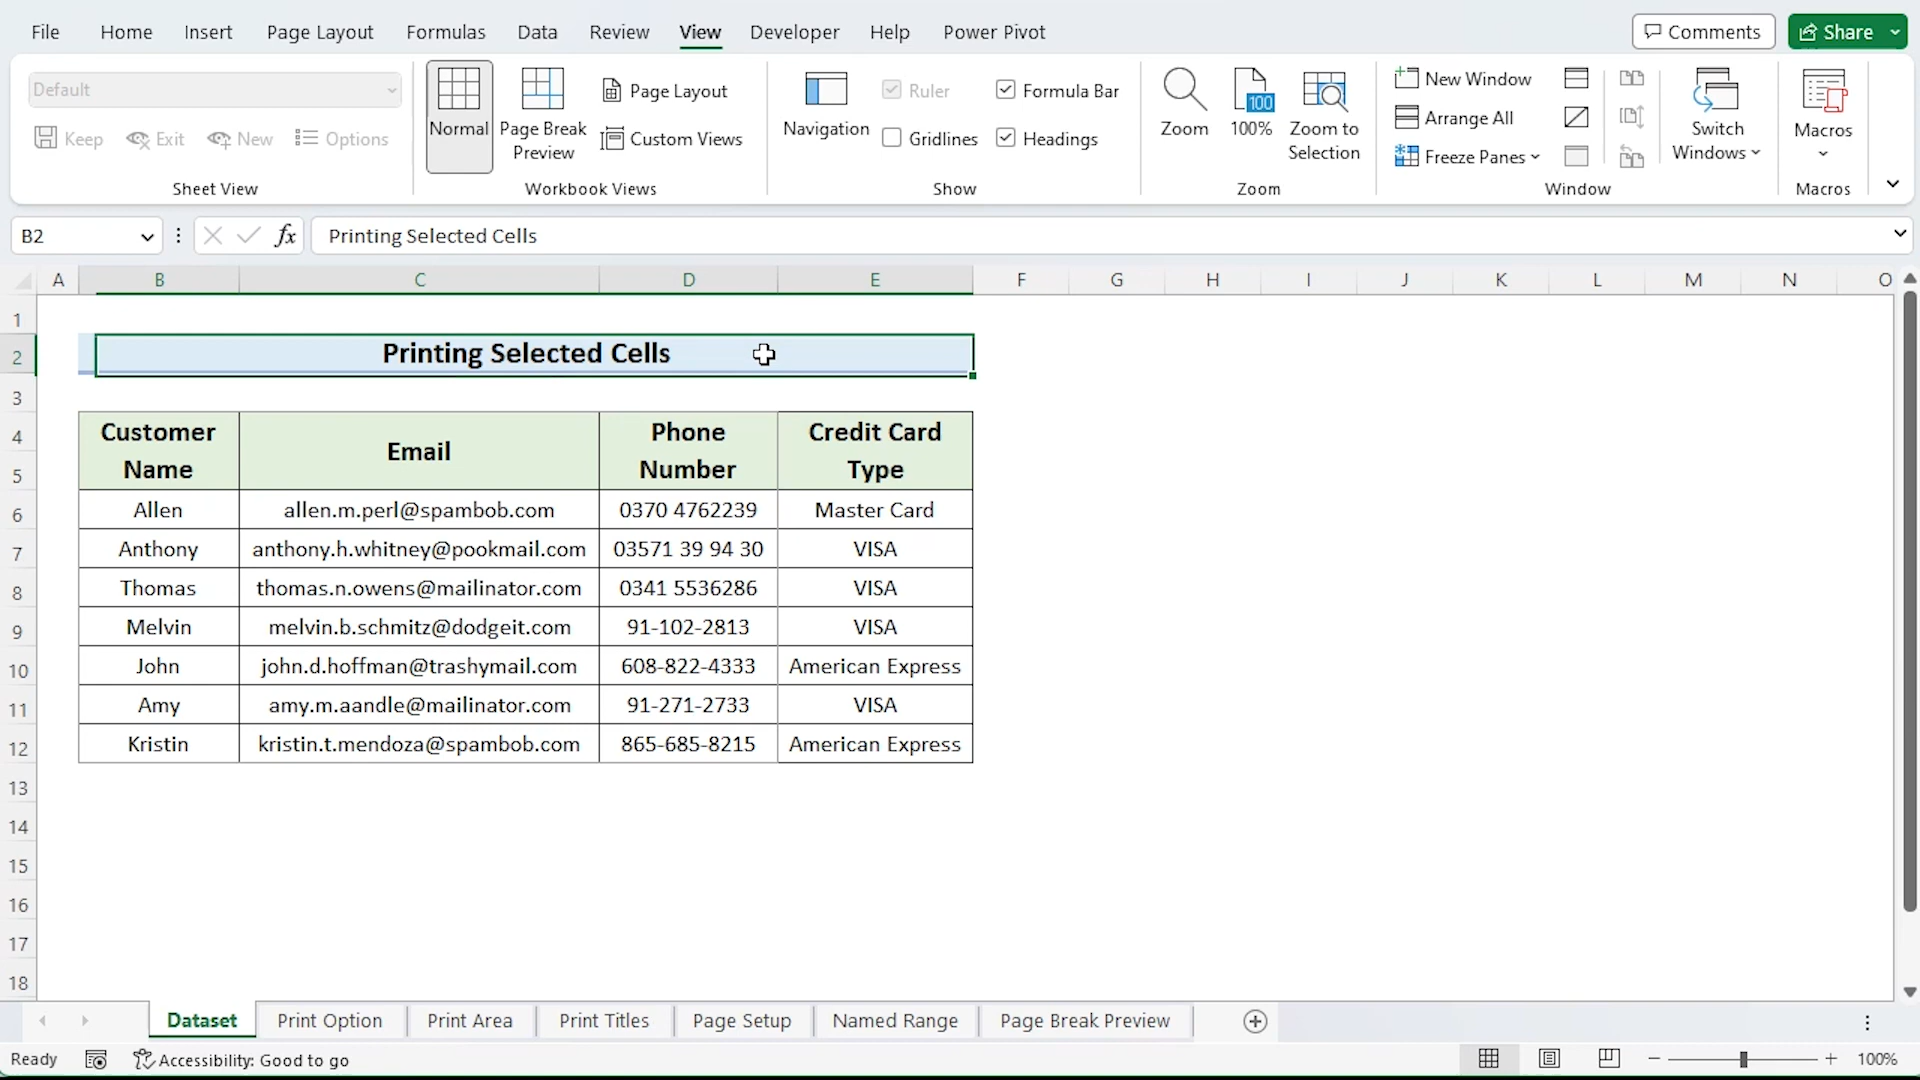 File Home Insert Page Layout Formulas Data Review View Developer Help Power Pivot Comments Share
Default
Keep Exit New Options
Sheet View
Normal
Page Break Preview
Page Layout
Custom Views
Workbook Views
Navigation
Ruler Formula Bar
Gridlines Headings
Show
Zoom
100
100%
Zoom to Selection
Zoom
New Window
Arrange All
Freeze Panes
Switch Windows
Window
Macros
Macros
B2 fx Printing Selected Cells
A B C D E F G H I J K L M N O
1
2 Printing Selected Cells
3
4 Customer Name Email Phone Number Credit Card Type
5
6 Allen allen.m.perl@spambob.com 0370 4762239 Master Card
7 Anthony anthony.h.whitney@pookmail.com 03571 39 94 30 VISA
8 Thomas thomas.n.owens@mailinator.com 0341 5536286 VISA
9 Melvin melvin.b.schmitz@dodgeit.com 91-102-2813 VISA
10 John john.d.hoffman@trashymail.com 608-822-4333 American Express
11 Amy amy.m.aandle@mailinator.com 91-271-2733 VISA
12 Kristin kristin.t.mendoza@spambob.com 865-685-8215 American Express
13
14
15
16
17
18
Dataset Print Option Print Area Print Titles Page Setup Named Range Page Break Preview
Ready Accessibility: Good to go 100%